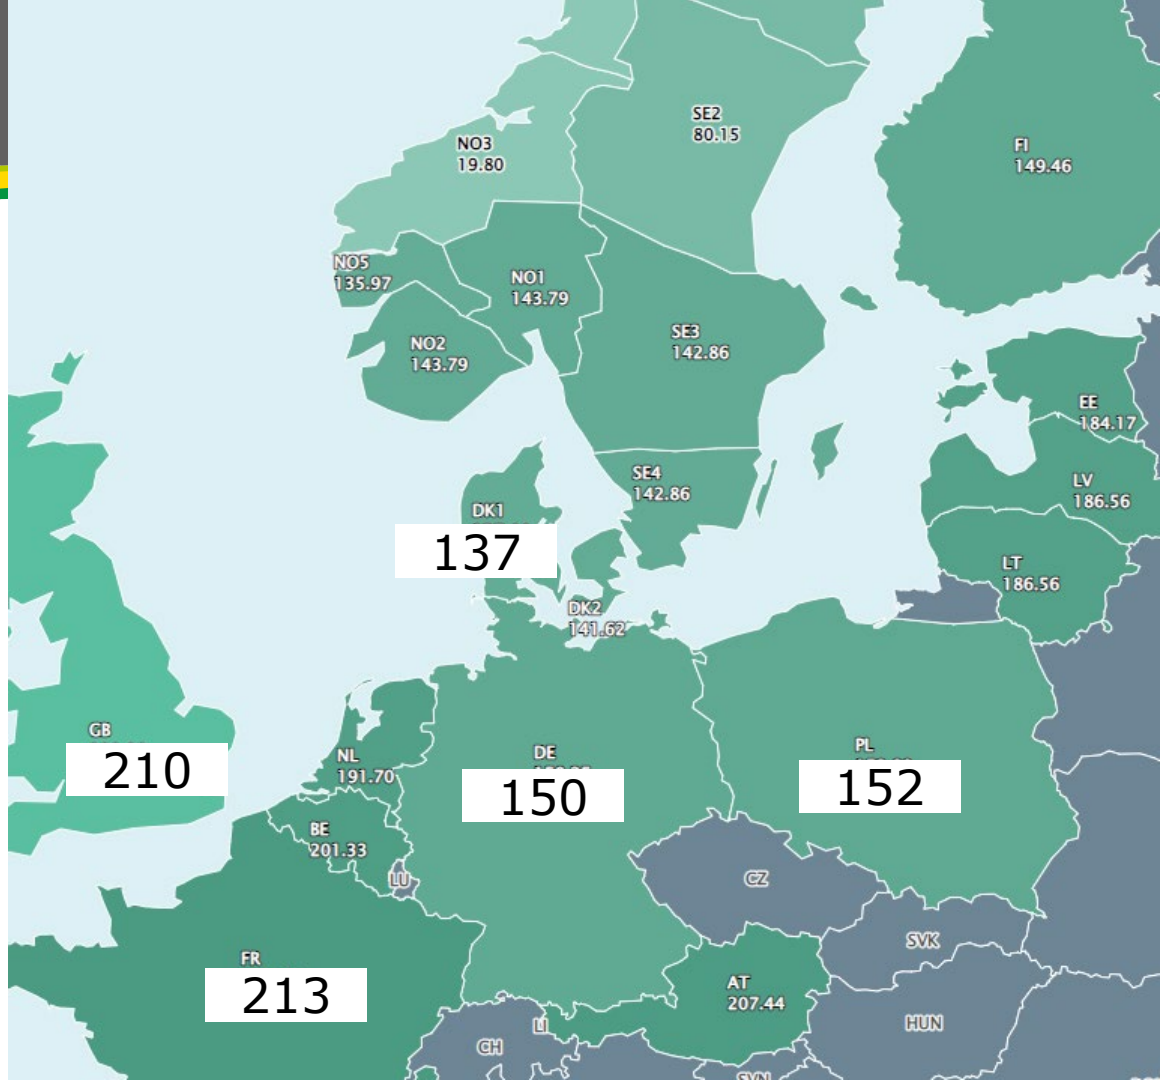 SE2
80.15
FI
149.46
NO3
19.80
NO5
135.97
NO1
143.79
NO2
143.79
SE3
142.86
EE
184.17
LV
186.56
SE4
142.86
DK1
137
LT
186.56
DK2
141.62
GB
210
NL
191.70
DE
150
PL
152
BE
201.33
LU
CZ
SVK
FR
213
AT
207.44
LI
CH
HUN
SVN